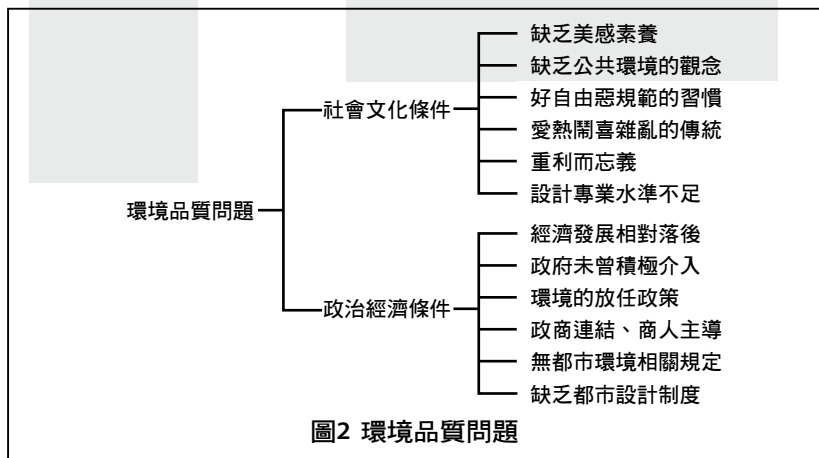 缺乏美感素養
缺乏公共環境的觀念
好自由惡規範的習慣
社會文化條件
愛熱鬧喜雜亂的傳統
重利而忘義
設計專業水準不足
環境品質問題
經濟發展相對落後
政府未曾積極介入
環境的放任政策
政治經濟條件
政商連結、商人主導
無都市環境相關規定
缺乏都市設計制度
圖2 環境品質問題